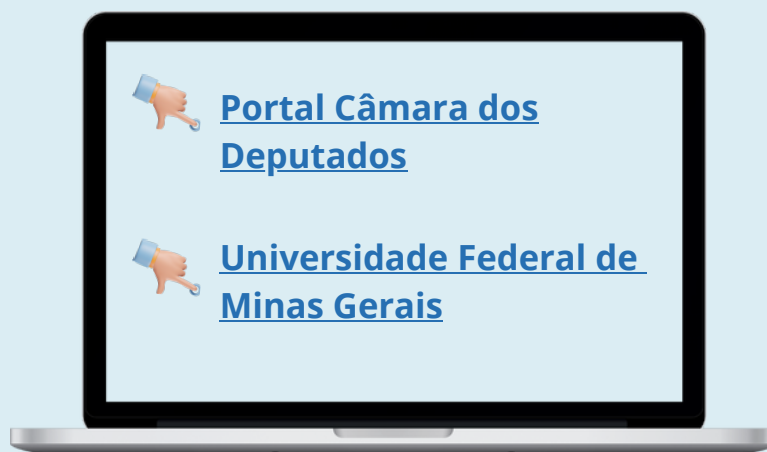 Portal Câmara dos
Deputados
Universidade Federal de
Minas Gerais